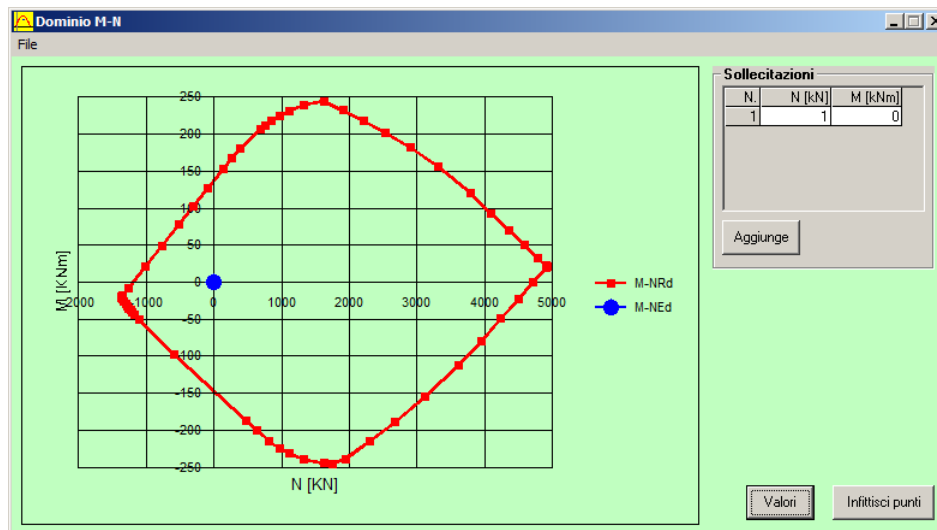 Dominio M-N
File
250
200
150
100
50
0
-50
-100
-150
-200
-250
-2000
-1000
0
1000
2000
3000
4000
5000
M [KNm]
N [KN]
M-NRd
M-NEd
Sollecitazioni
N. N [kN] M [kNm]
1 1 0
Aggiunge
Valori
Infittisci punti